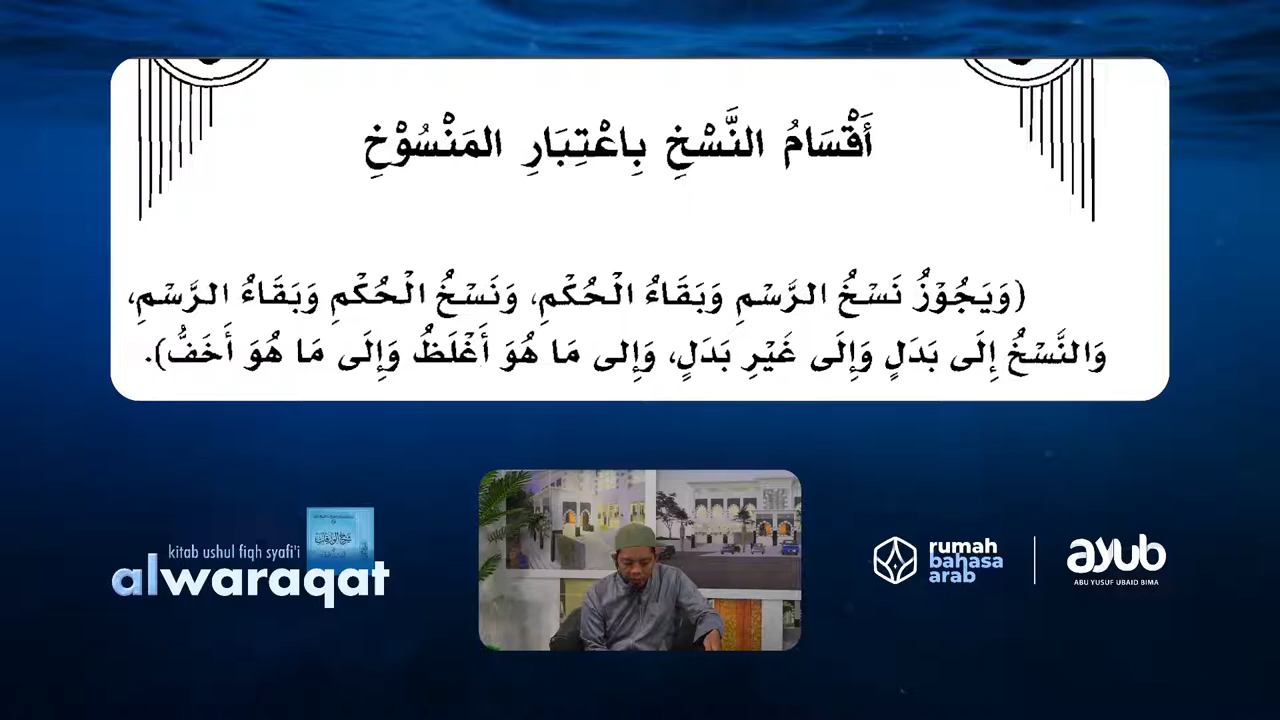 أَقْسَامُ النَّسْخِ بِاعْتِبَارِ المَنْسُوْخِ
(وَيَجُوْزُ نَسْخُ الرَّسْمِ وَبَقَاءُ الْحُكْمِ، وَنَسْخُ الْحُكْمِ وَبَقَاءُ الرَّسْمِ،
وَالنَّسْخُ إِلَى بَدَلٍ وَإِلَى غَيْرِ بَدَلٍ، وَإِلى مَا هُوَ أَغْلَظُ وَإِلَى مَا هُوَ أَخَفُّ).
kitab ushul fiqh syafi'i
alwaraqat
rumah
bahasa
arab
ayub
ABU YUSUF UBAID BIMA